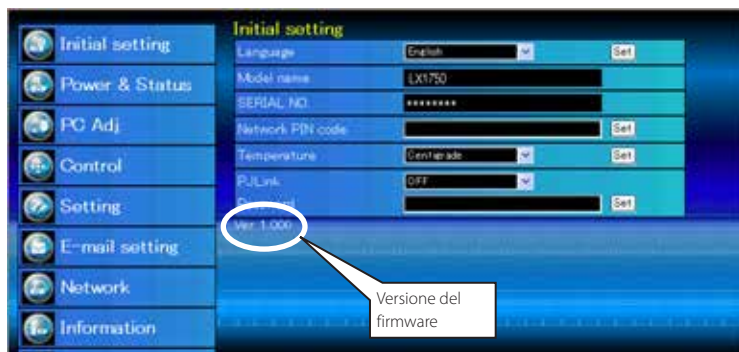 Initial setting
Power & Status
PC Adj
Control
Setting
E-mail setting
Network
Information
Initial setting
Language English Set
Model name LX1750
SERIAL NO. ********
Network PIN code Set
Temperature Centigrade Set
PJLink OFF
Set
Ver 1.000
Versione del
firmware